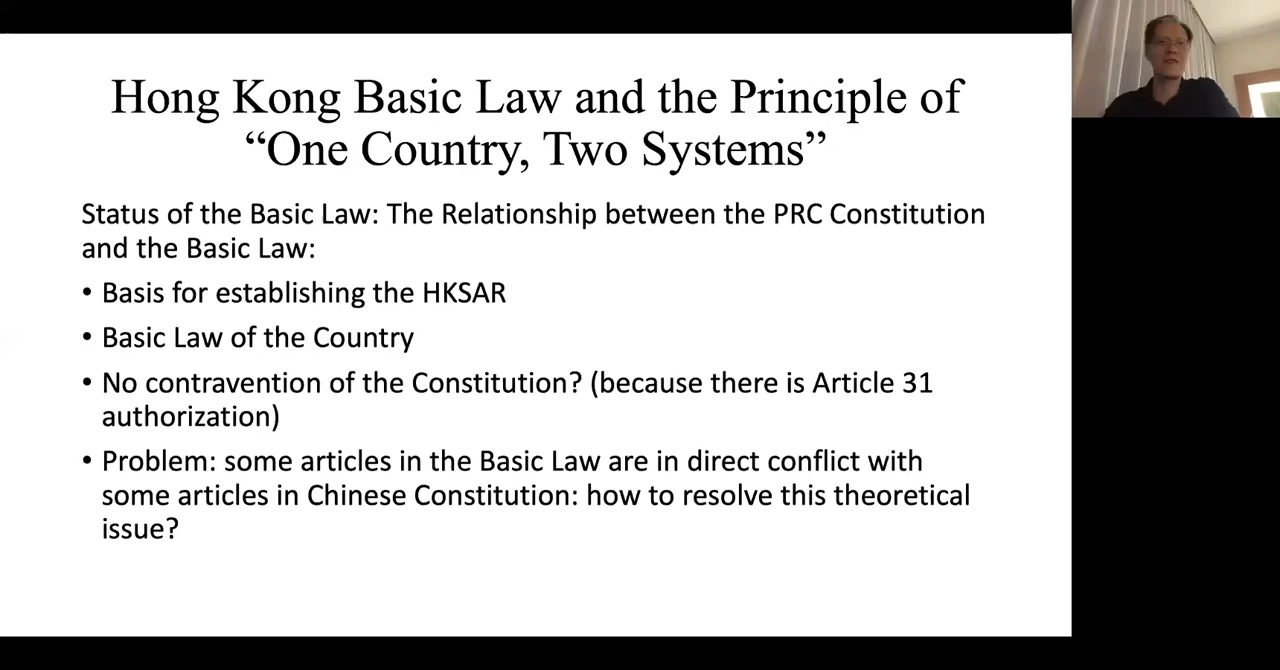 Hong Kong Basic Law and the Principle of
“One Country, Two Systems”
Status of the Basic Law: The Relationship between the PRC Constitution
and the Basic Law:
• Basis for establishing the HKSAR
• Basic Law of the Country
• No contravention of the Constitution? (because there is Article 31
authorization)
• Problem: some articles in the Basic Law are in direct conflict with
some articles in Chinese Constitution: how to resolve this theoretical
issue?